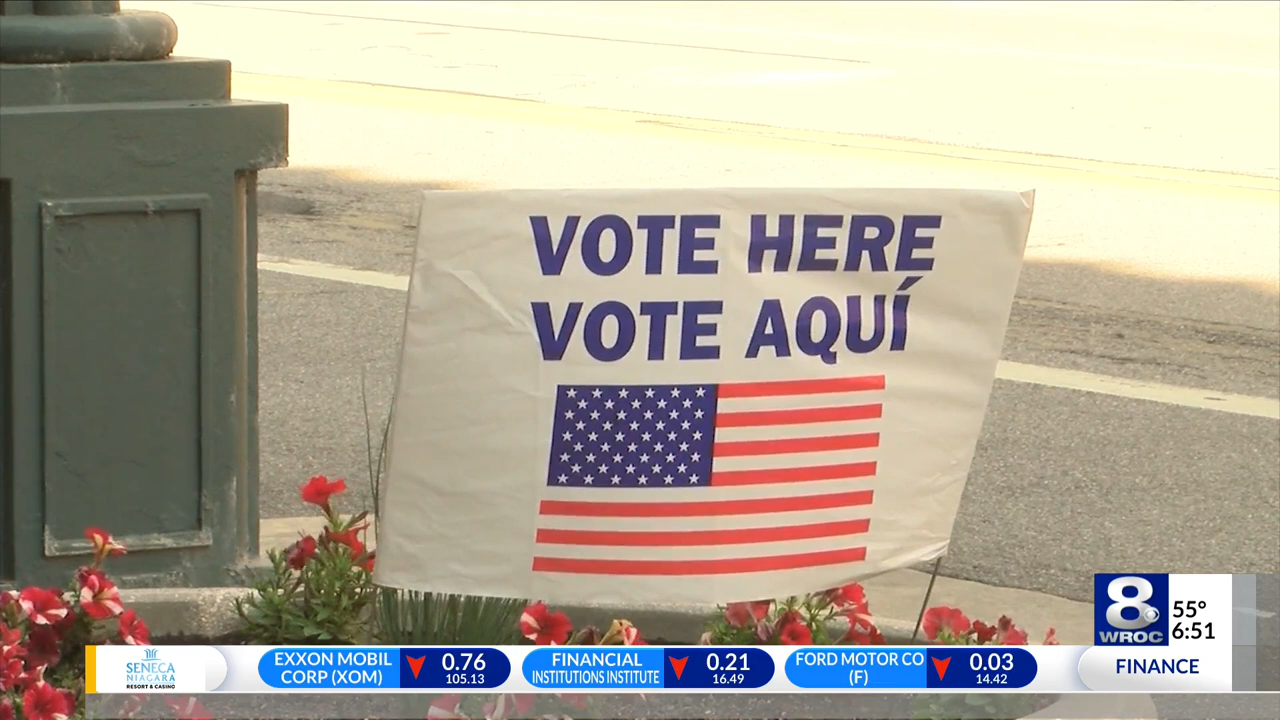 VOTE HERE
VOTE AQUÍ
8
WROC
55°
6:51
FINANCE
SENECA
NIAGARA
RESORT & CASINO
EXXON MOBIL
CORP (XOM)
0.76
105.13
FINANCIAL
INSTITUTIONS INSTITUTE
0.21
16.49
FORD MOTOR CO
(F)
0.03
14.42